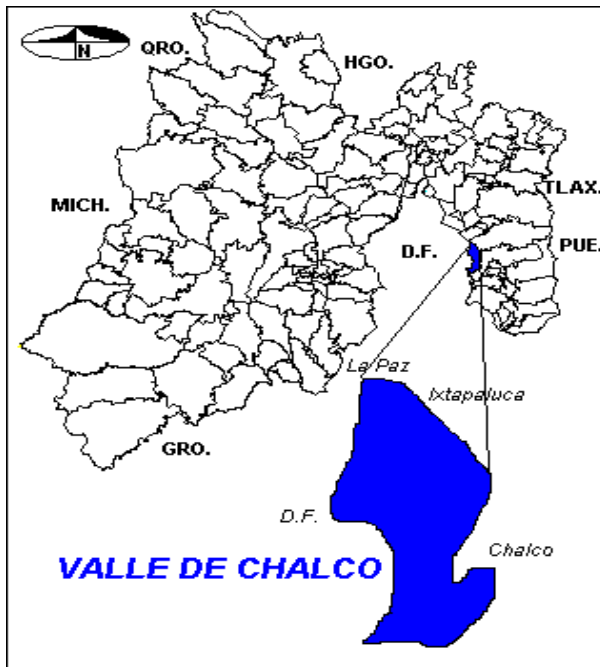 N
QRO.
HGO.
MICH.
TLAX.
D.F.
PUE.
La Paz
Ixtapaluca
GRO.
D.F.
Chalco
VALLE DE CHALCO